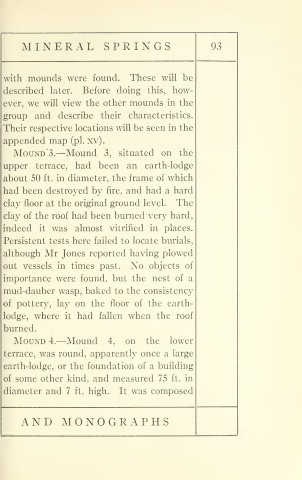 MINERAL SPRINGS
93
with mounds were found. These will be
described later. Before doing this, how-
ever, we will view the other mounds in the
group and describe their characteristics.
Their respective locations will be seen in the
appended map (pl. XV).
MOUND 3.—Mound 3, situated on the
upper terrace, had been an earth-lodge
about 50 ft. in diameter, the frame of which
had been destroyed by fire, and had a hard
clay floor at the original ground level. The
clay of the roof had been burned very hard,
indeed it was almost vitrified in places.
Persistent tests here failed to locate burials,
although Mr Jones reported having plowed
out vessels in times past. No objects of
importance were found, but the nest of a
mud-dauber wasp, baked to the consistency
of pottery, lay on the floor of the earth-
lodge, where it had fallen when the roof
burned.
MOUND 4.—Mound 4, on the lower
terrace, was round, apparently once a large
earth-lodge, or the foundation of a building
of some other kind, and measured 75 ft. in
diameter and 7 ft. high. It was composed
AND MONOGRAPHS